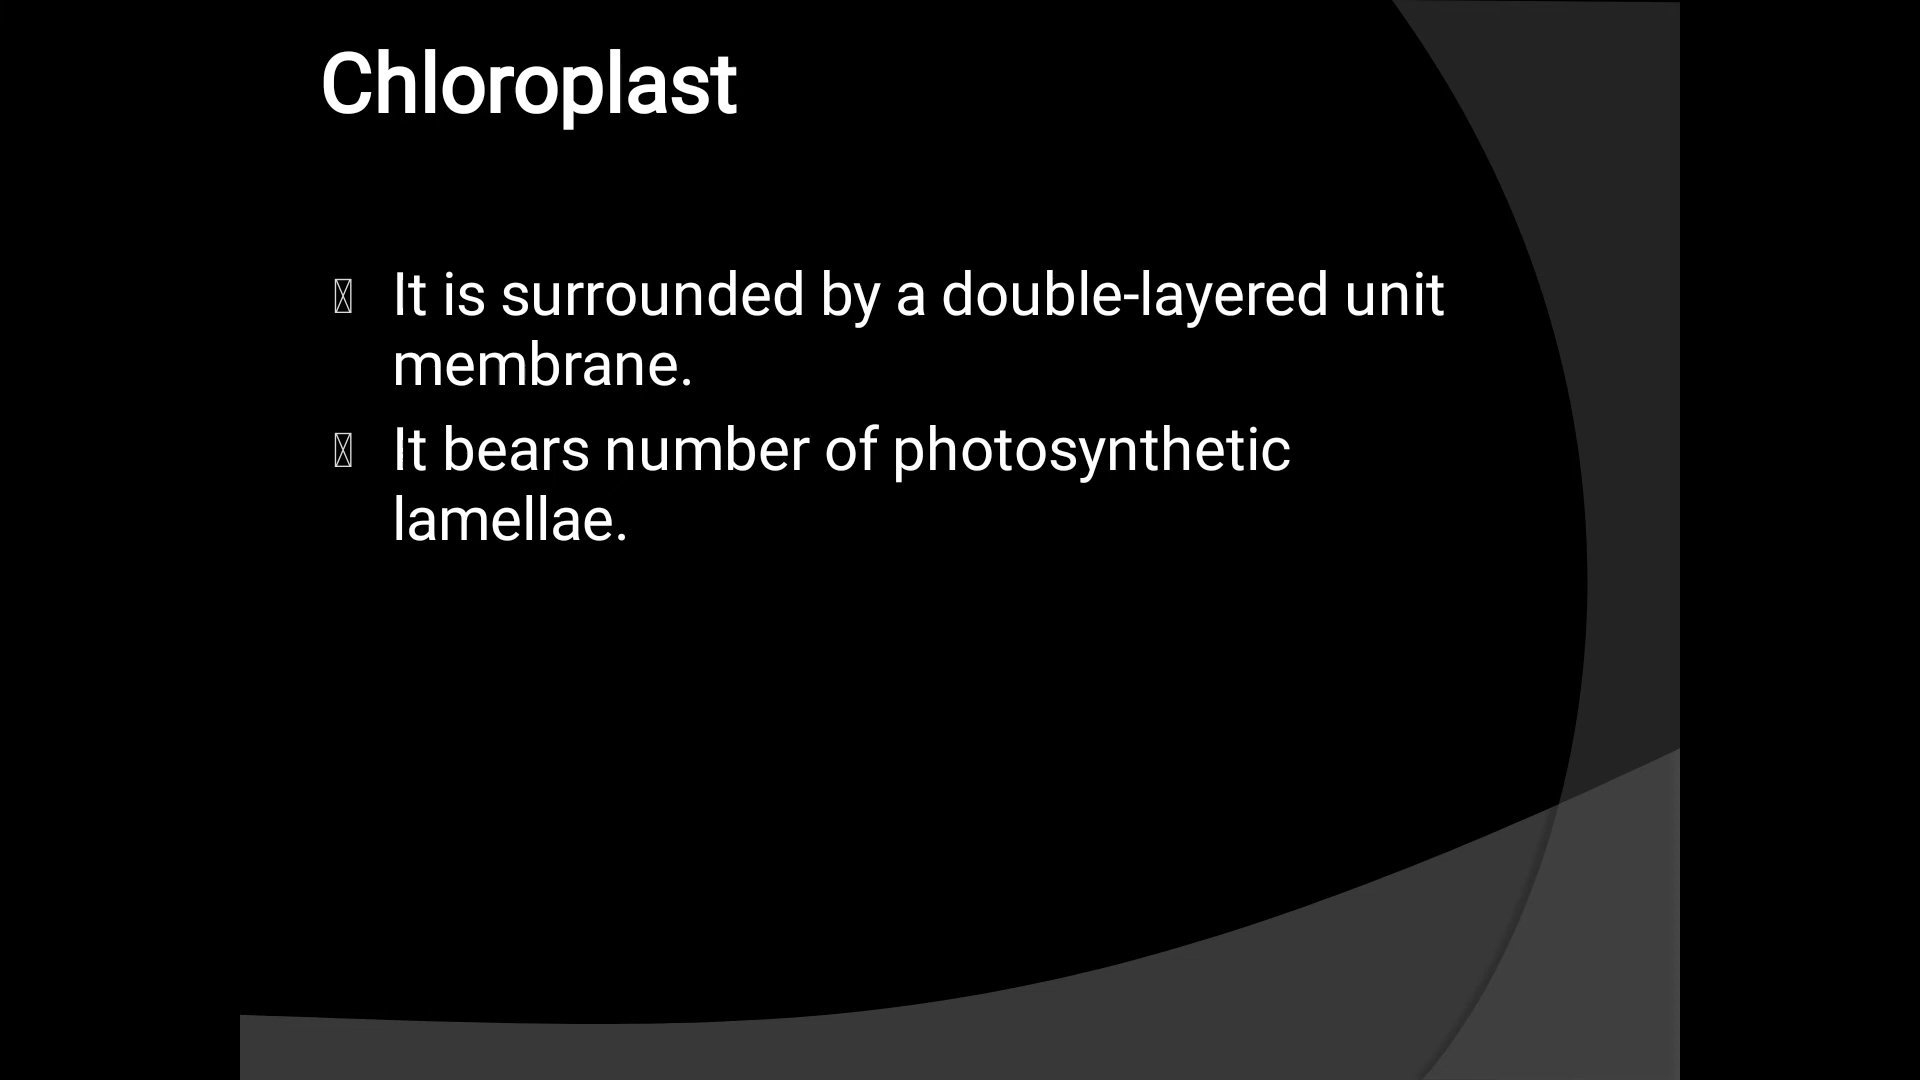 Chloroplast
It is surrounded by a double-layered unit
membrane.
It bears number of photosynthetic
lamellae.